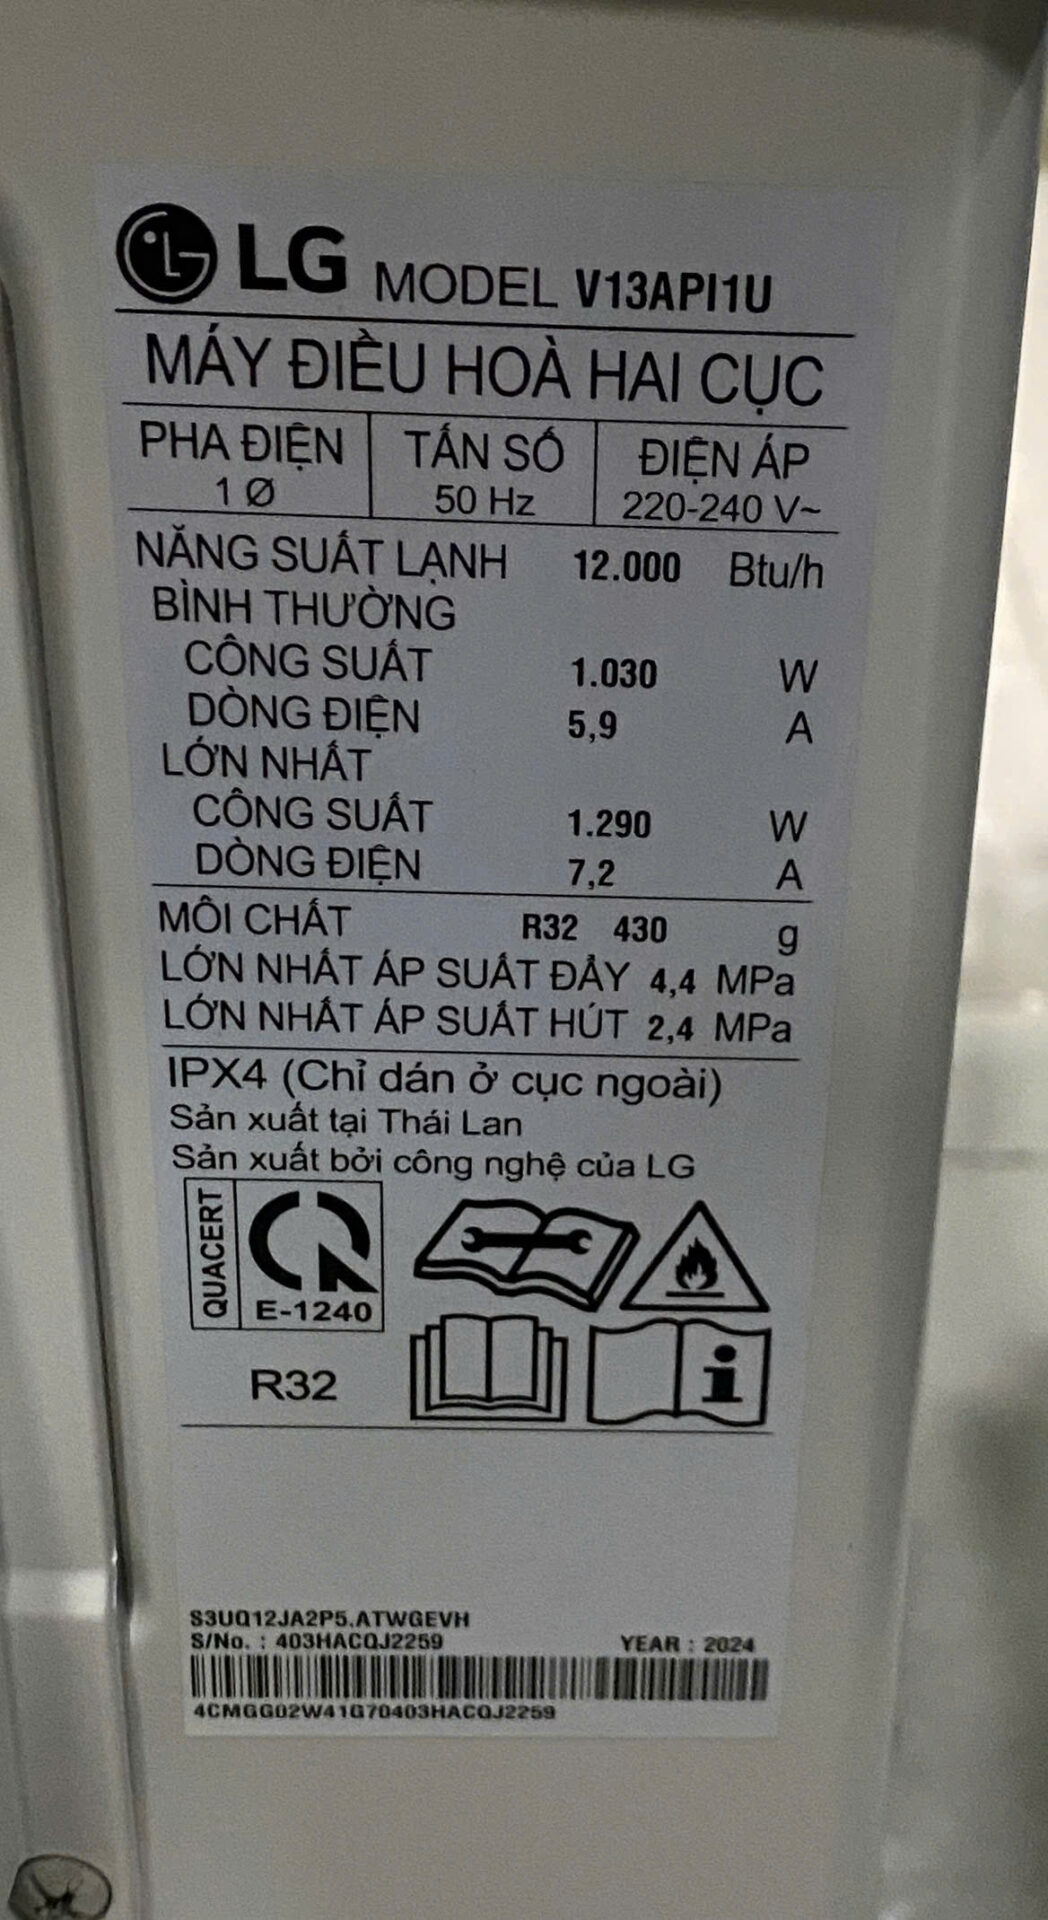 LG MODEL V13API1U
MÁY ĐIỀU HOÀ HAI CỤC
PHA ĐIỆN TẤN SỐ ĐIỆN ÁP
1 Ø 50 Hz 220-240 V~
NĂNG SUẤT LẠNH 12.000 Btu/h
BÌNH THƯỜNG
CÔNG SUẤT 1.030 W
DÒNG ĐIỆN 5,9 A
LỚN NHẤT
CÔNG SUẤT 1.290 W
DÒNG ĐIỆN 7,2 A
MÔI CHẤT R32 430 g
LỚN NHẤT ÁP SUẤT ĐẨY 4,4 MPa
LỚN NHẤT ÁP SUẤT HÚT 2,4 MPa
IPX4 (Chỉ dán ở cục ngoài)
Sản xuất tại Thái Lan
Sản xuất bởi công nghệ của LG
QUACERT
E-1240
R32
S3UQ12JA2P5.ATWGEVH
S/No. : 403HACQJ2259 YEAR : 2024
4CMGG02W41G70403HACQJ2259